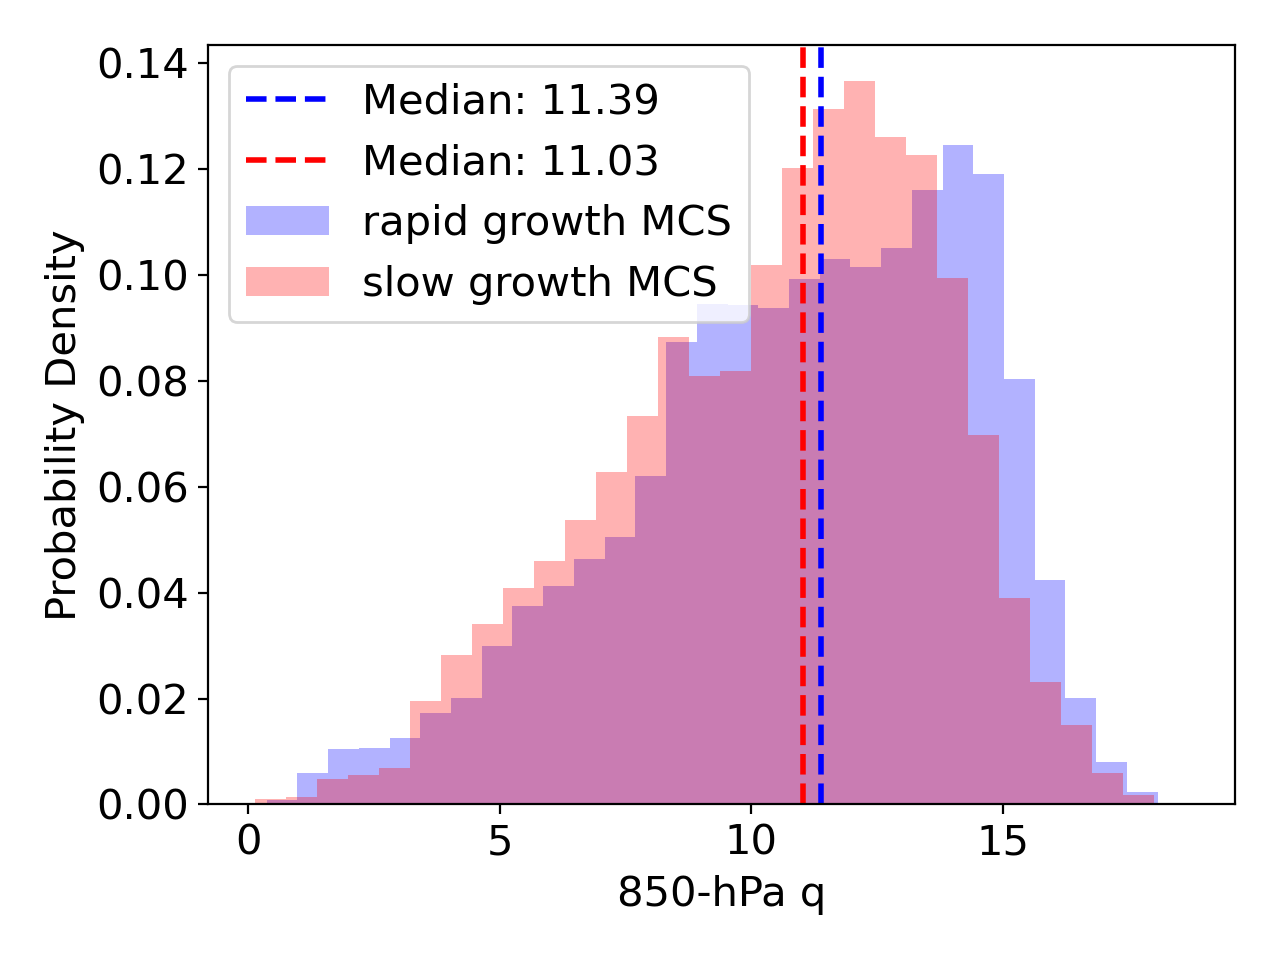 0.14
0.12
0.10
0.08
0.06
0.04
0.02
0.00
Probability Density
Median: 11.39
Median: 11.03
rapid growth MCS
slow growth MCS
0 5 10 15
850-hPa q